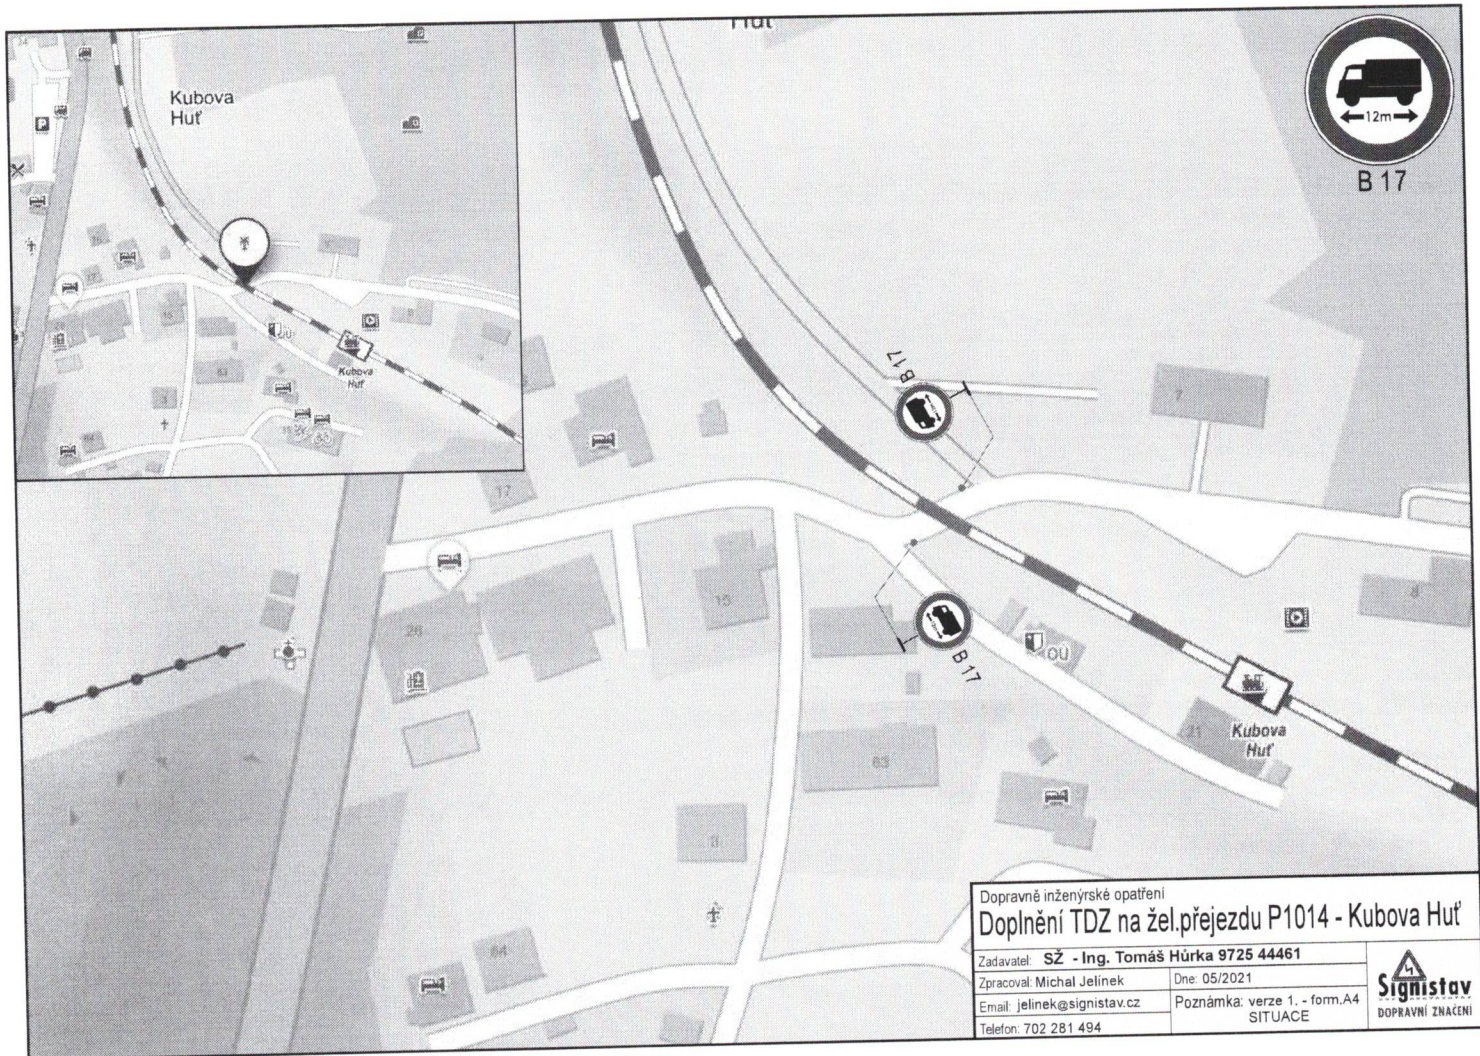 Huť
Kubova
Huť
Kubova
Huť
12m
B 17
B 17
7
17
26
15
B 17
OÚ
8
21
Kubova
Huť
63
3
64
Dopravně inženýrské opatření
Doplnění TDZ na žel.přejezdu P1014 - Kubova Huť
Zadavatel: SŽ - Ing. Tomáš Hůrka 9725 44461
Zpracoval: Michal Jelínek
Dne: 05/2021
Email: jelinek@signistav.cz
Poznámka: verze 1. - form.A4
SITUACE
Telefon: 702 281 494
Signistav
DOPRAVNÍ ZNAČENÍ